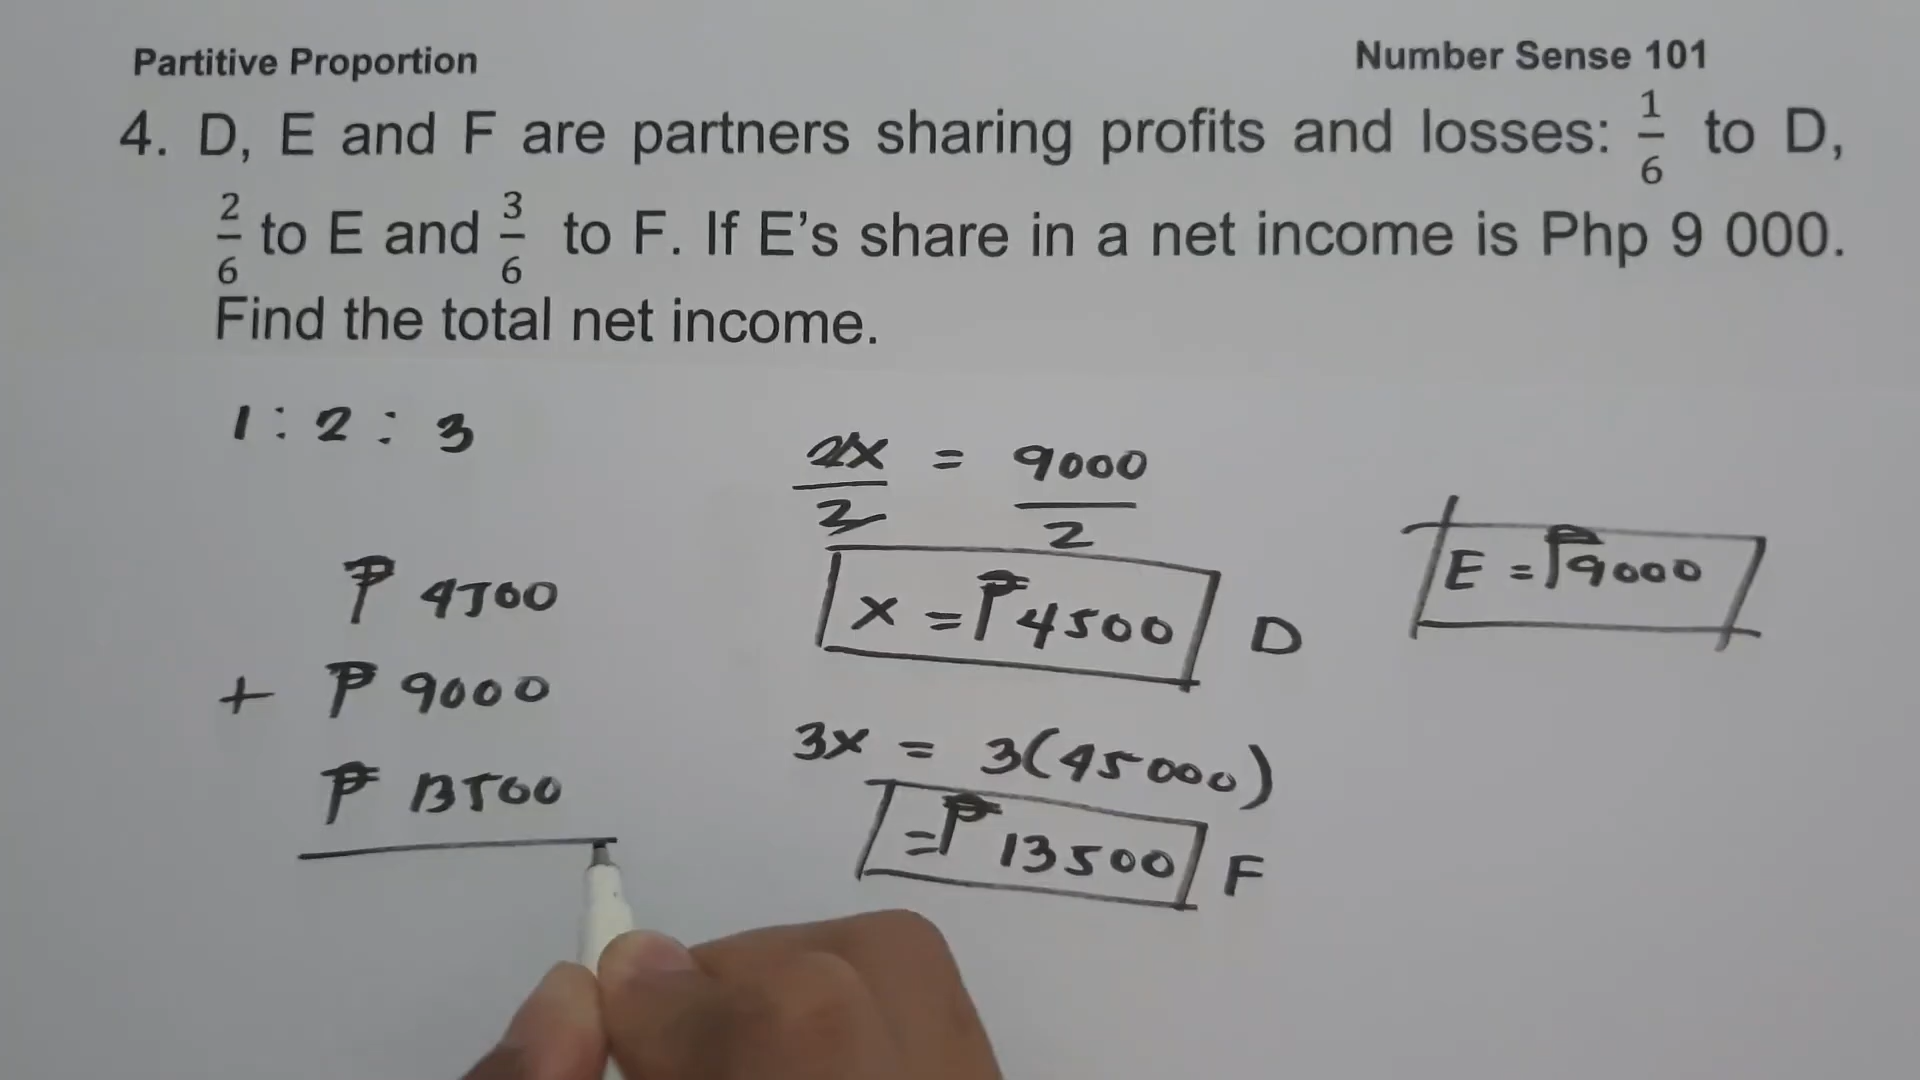 Partitive Proportion
Number Sense 101
4. D, E and F are partners sharing profits and losses: 1/6 to D,
2/6 to E and 3/6 to F. If E's share in a net income is Php 9 000.
Find the total net income.
1 : 2 : 3
2x/2 = 9000/2
x = ₱4500 D
E = ₱9000
3x = 3(45000)
= ₱13500 F
₱ 4500
+ ₱ 9000
₱ 13500